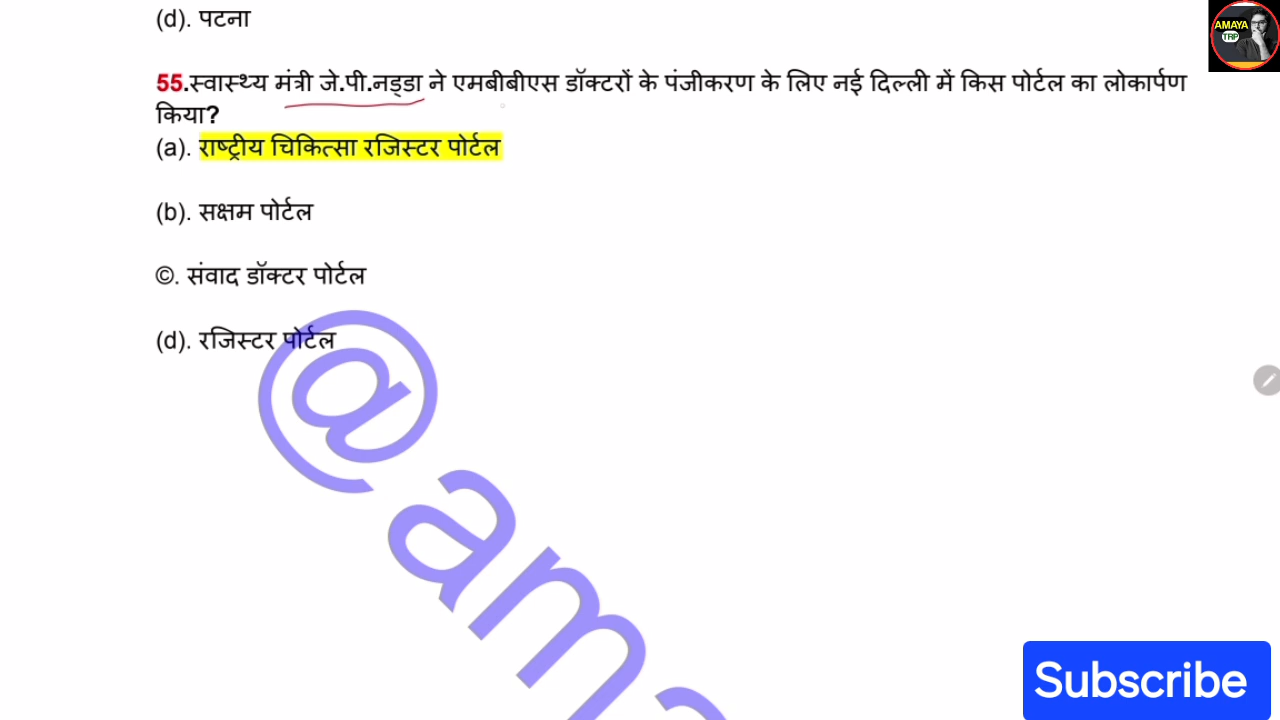 (d). पटना
AMAYA
TRP
55.स्वास्थ्य मंत्री जे.पी.नड्डा ने एमबीबीएस डॉक्टरों के पंजीकरण के लिए नई दिल्ली में किस पोर्टल का लोकार्पण
किया?
(a). राष्ट्रीय चिकित्सा रजिस्टर पोर्टल
(b). सक्षम पोर्टल
©. संवाद डॉक्टर पोर्टल
(d). रजिस्टर पोर्टल
@ama
Subscribe